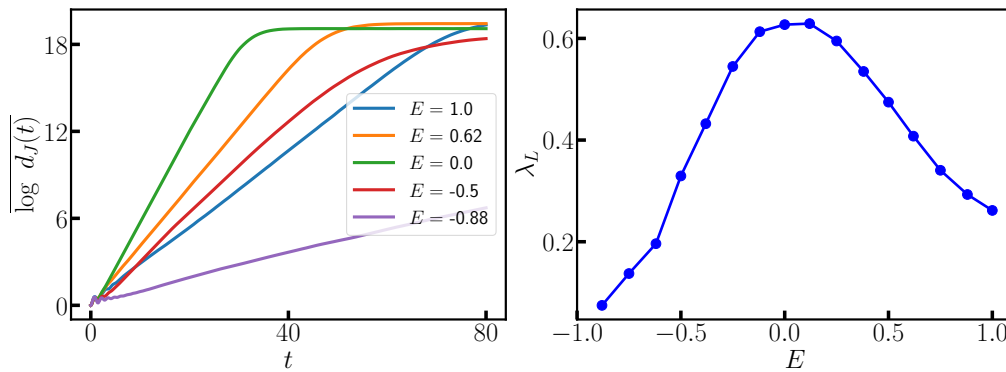 log d_J(t)
18
12
6
0
0
40
80
t
E = 1.0
E = 0.62
E = 0.0
E = -0.5
E = -0.88
λ_L
0.6
0.4
0.2
−1.0
−0.5
0.0
0.5
1.0
E